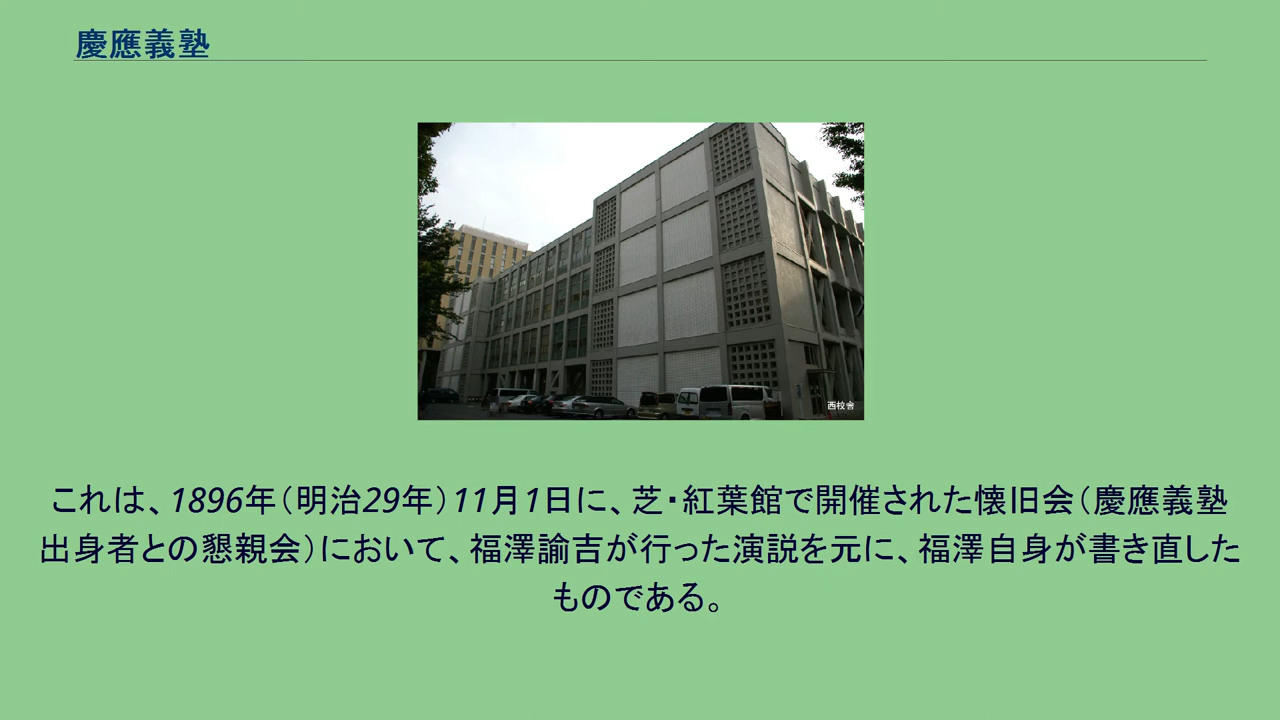 慶應義塾
西校舎
これは、1896年（明治29年）11月1日に、芝・紅葉館で開催された懐旧会（慶應義塾
出身者との懇親会）において、福澤諭吉が行った演説を元に、福澤自身が書き直した
ものである。